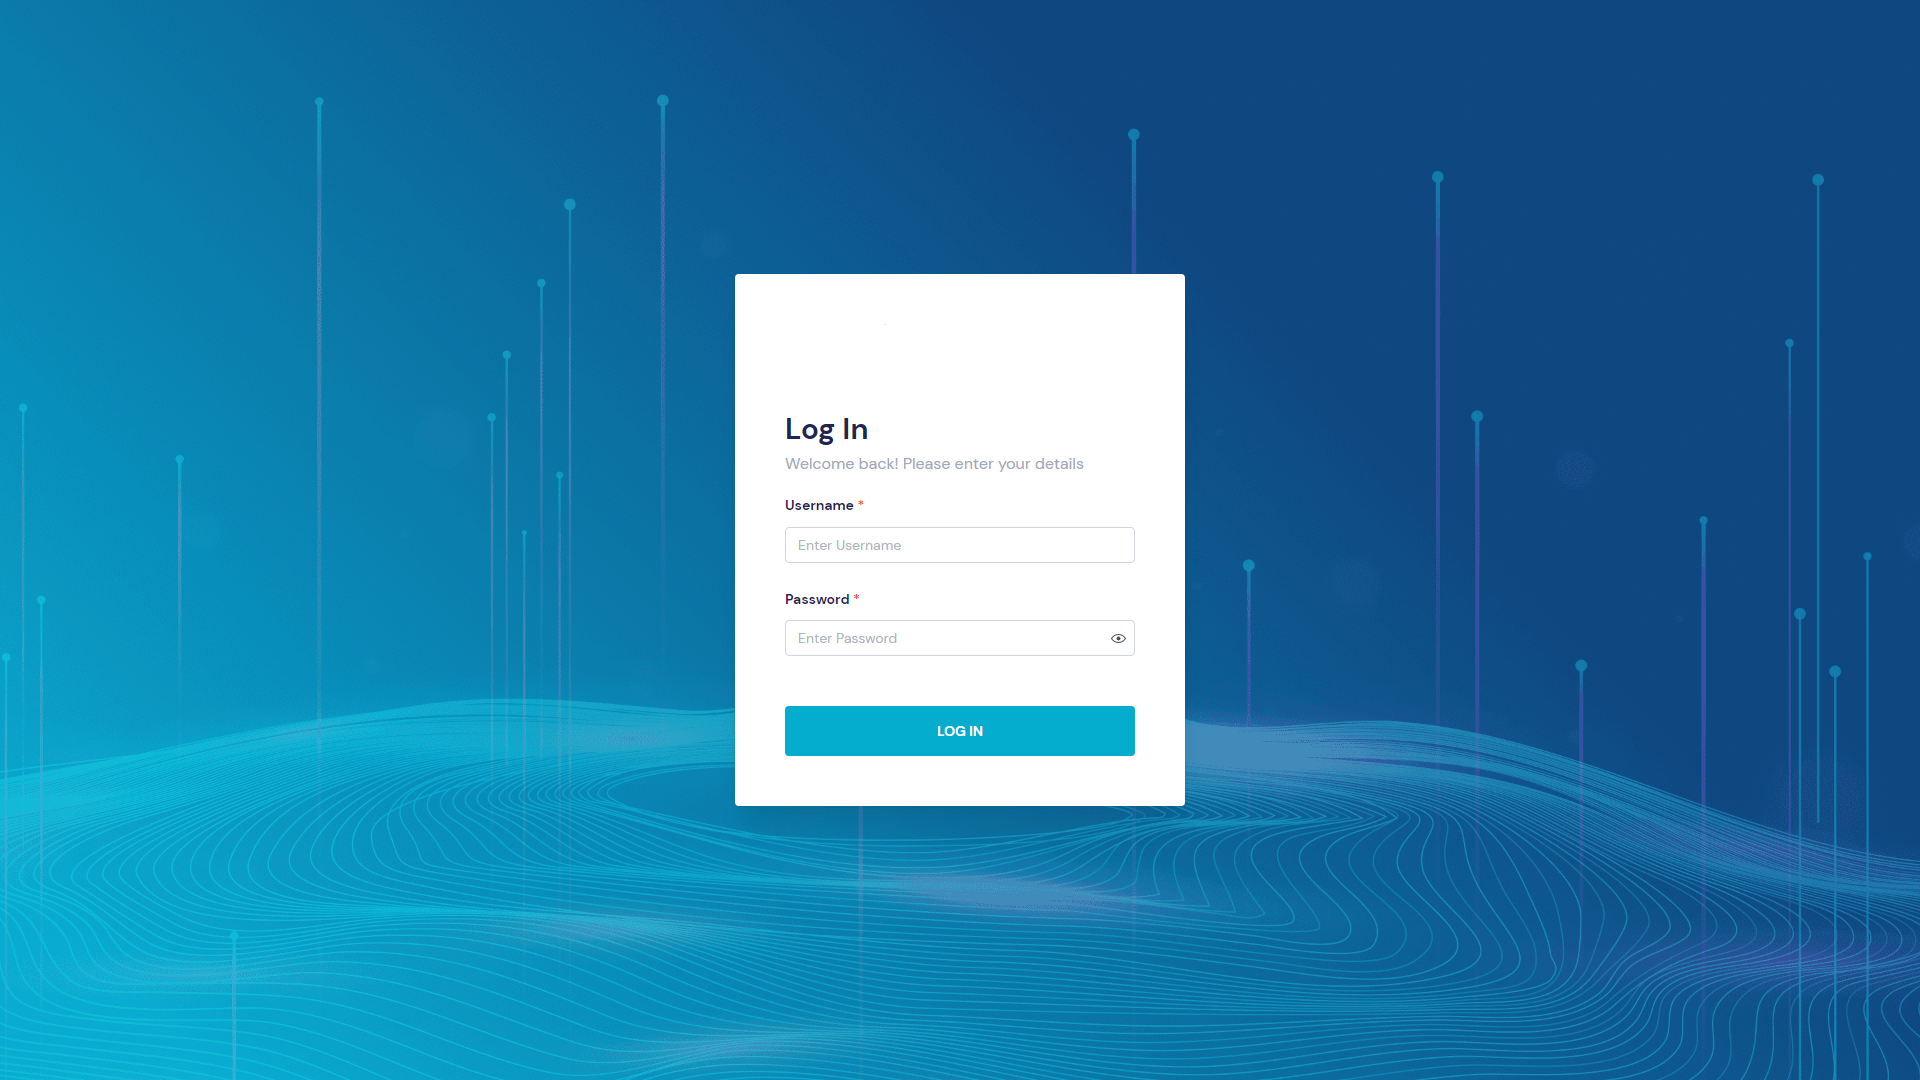 Log In
Welcome back! Please enter your details
Username *
Enter Username
Password *
Enter Password
LOG IN